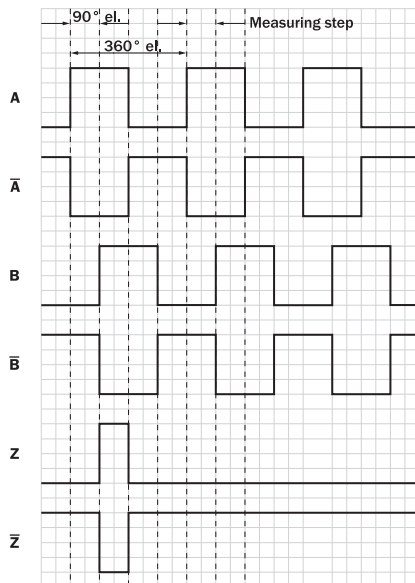 90° el.
Measuring step
360° el.
A
A̅
B
B̅
Z
Z̅